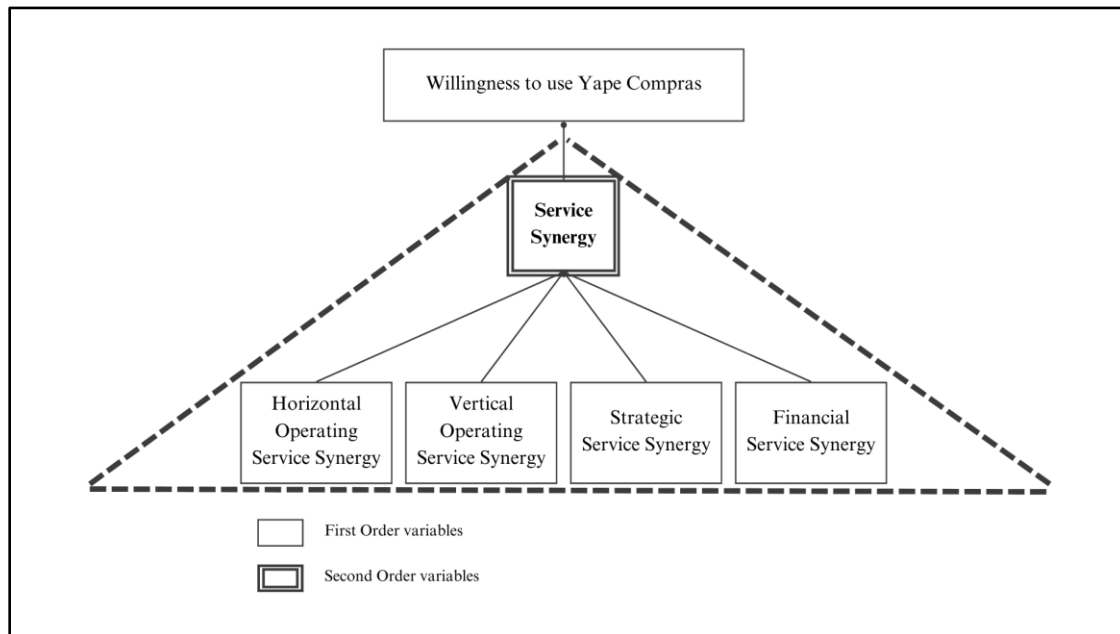 Willingness to use Yape Compras
Service
Synergy
Horizontal
Operating
Service Synergy
Vertical
Operating
Service Synergy
Strategic
Service Synergy
Financial
Service Synergy
First Order variables
Second Order variables